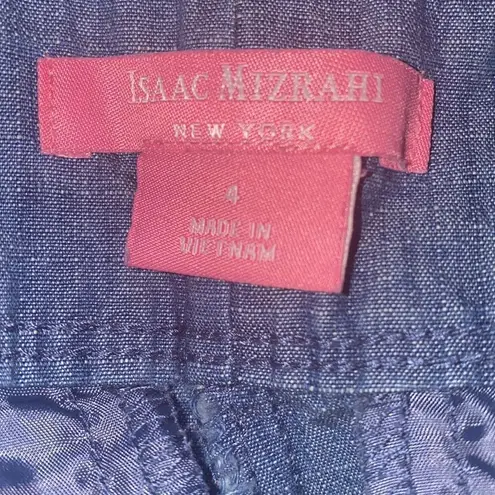 ISAAC MIZRAHI
NEW YORK
4
MADE IN
VIETNAM